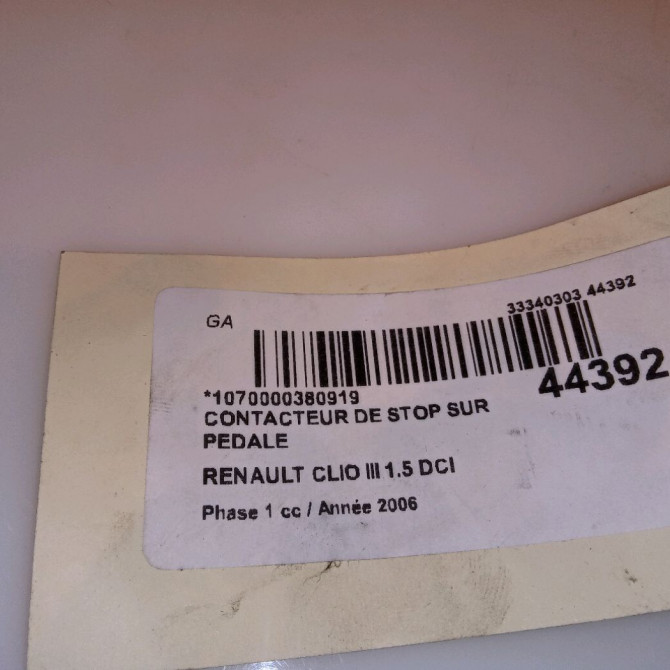 GA
33340303 44392
44392
*1070000380919
CONTACTEUR DE STOP SUR
PEDALE
RENAULT CLIO III 1.5 DCI
Phase 1 cc / Année 2006